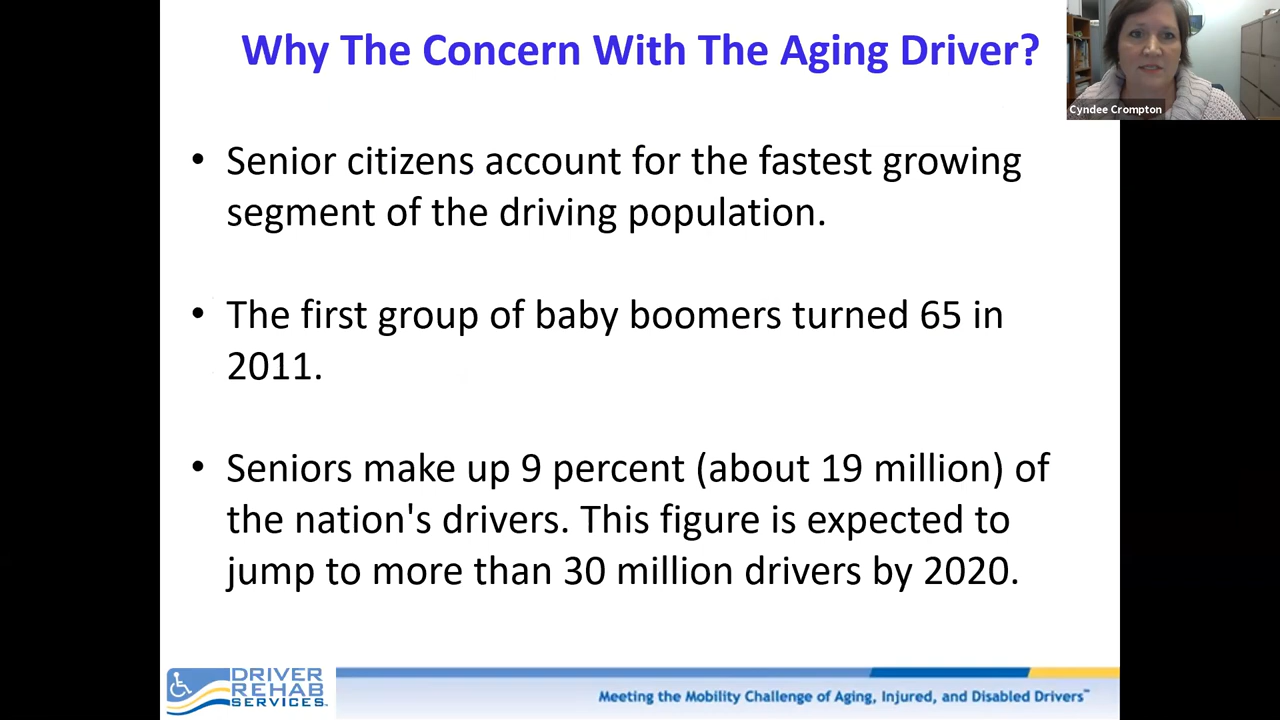 Why The Concern With The Aging Driver?
Cyndee Crompton
• Senior citizens account for the fastest growing
segment of the driving population.
• The first group of baby boomers turned 65 in
2011.
• Seniors make up 9 percent (about 19 million) of
the nation's drivers. This figure is expected to
jump to more than 30 million drivers by 2020.
DRIVER
REHAB
SERVICES
Meeting the Mobility Challenge of Aging, Injured, and Disabled Drivers™